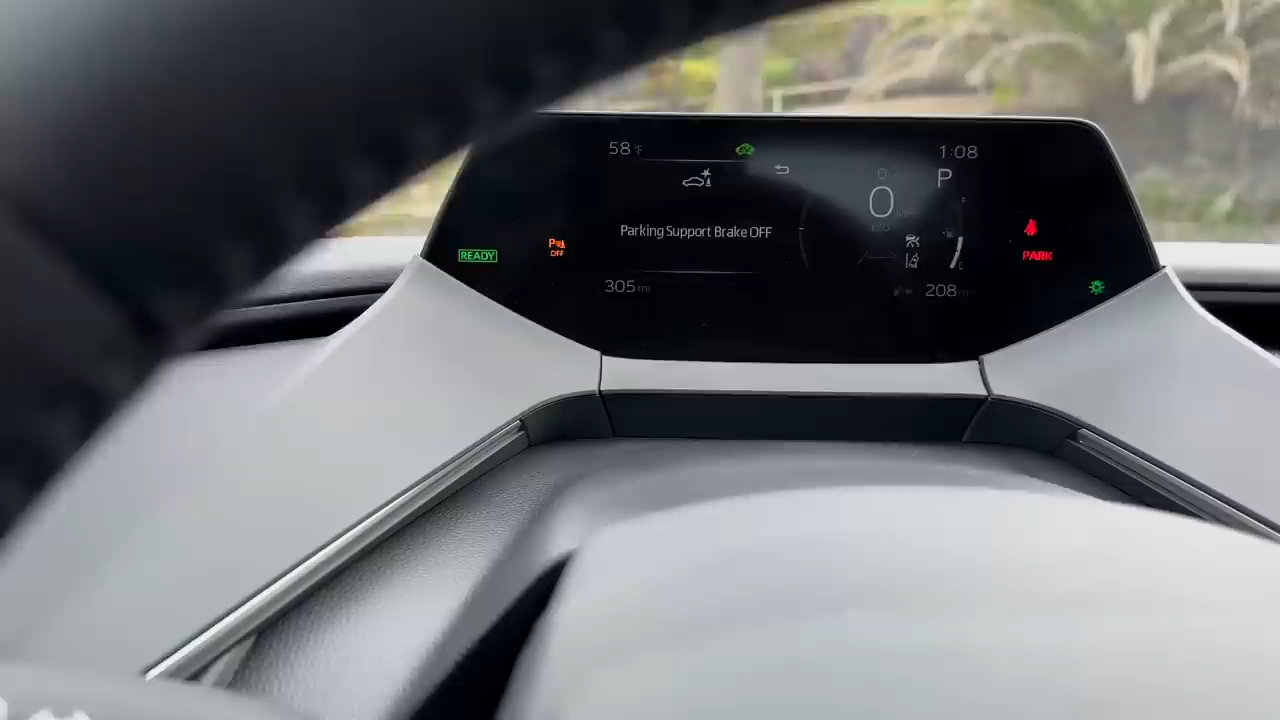 58°F
1:08
P
0
Parking Support Brake OFF
READY
P
OFF
PARK
305 mi
208